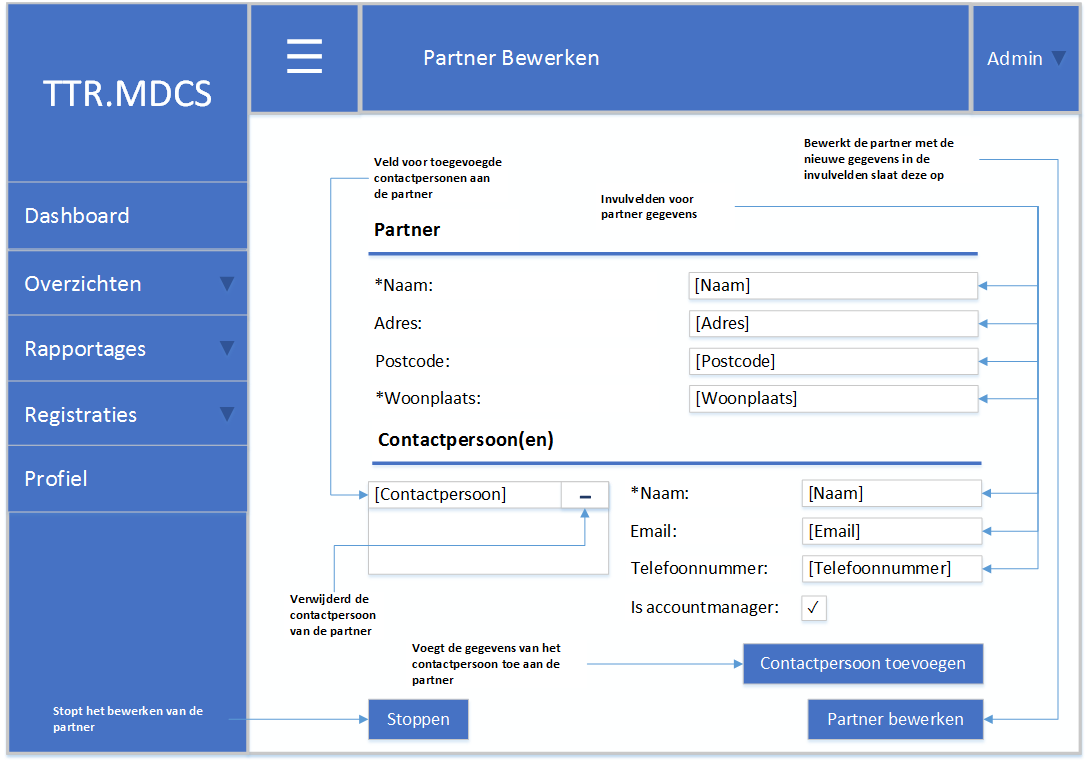 TTR.MDCS
Partner Bewerken
Admin
Dashboard
Overzichten
Rapportages
Registraties
Profiel
Veld voor toegevoegde
contactpersonen aan
de partner
Bewerkt de partner met de
nieuwe gegevens in de
invulvelden slaat deze op
Invulvelden voor
partner gegevens
Partner
*Naam: [Naam]
Adres: [Adres]
Postcode: [Postcode]
*Woonplaats: [Woonplaats]
Contactpersoon(en)
[Contactpersoon] –
*Naam: [Naam]
Email: [Email]
Telefoonnummer: [Telefoonnummer]
Is accountmanager: ✓
Verwijderd de
contactpersoon
van de partner
Voegt de gegevens van het
contactpersoon toe aan de
partner
Contactpersoon toevoegen
Stopt het bewerken van de
partner
Stoppen
Partner bewerken